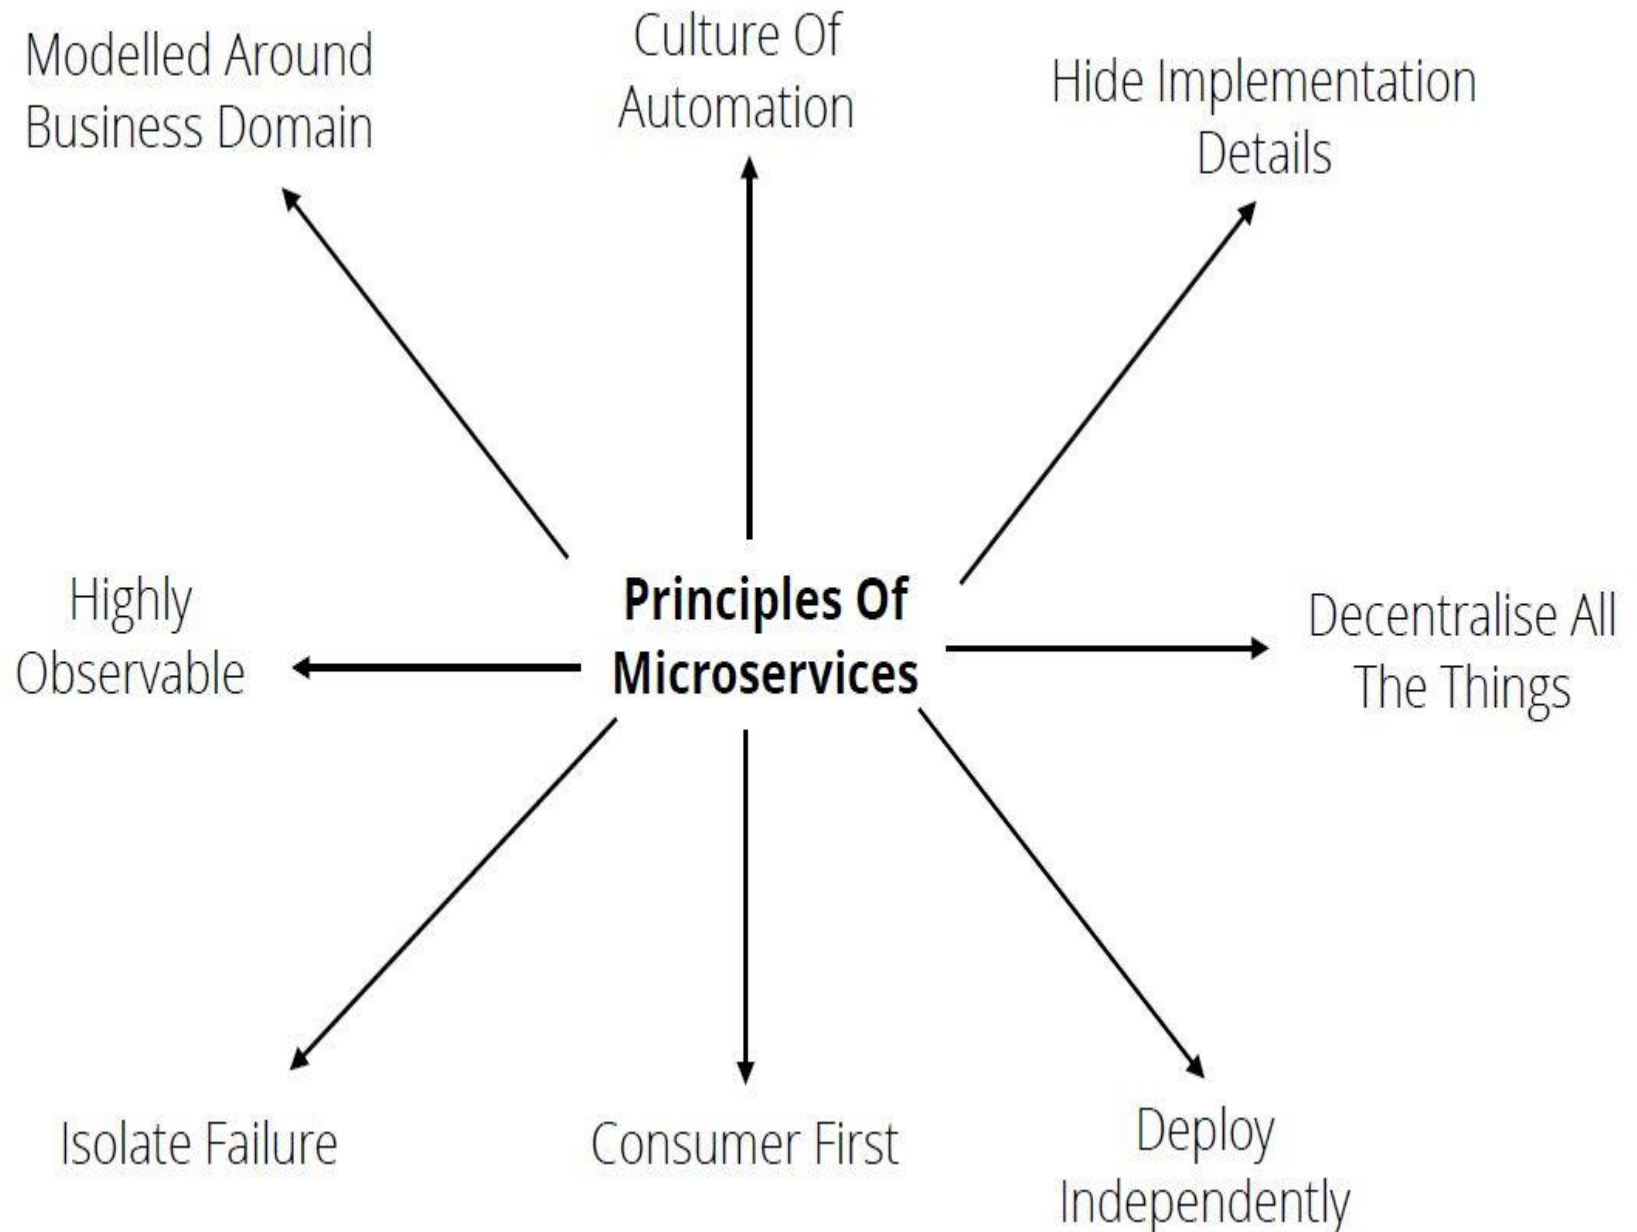 Modelled Around
Business Domain
Culture Of
Automation
Hide Implementation
Details
Highly
Observable
Principles Of
Microservices
Decentralise All
The Things
Isolate Failure
Consumer First
Deploy
Independently